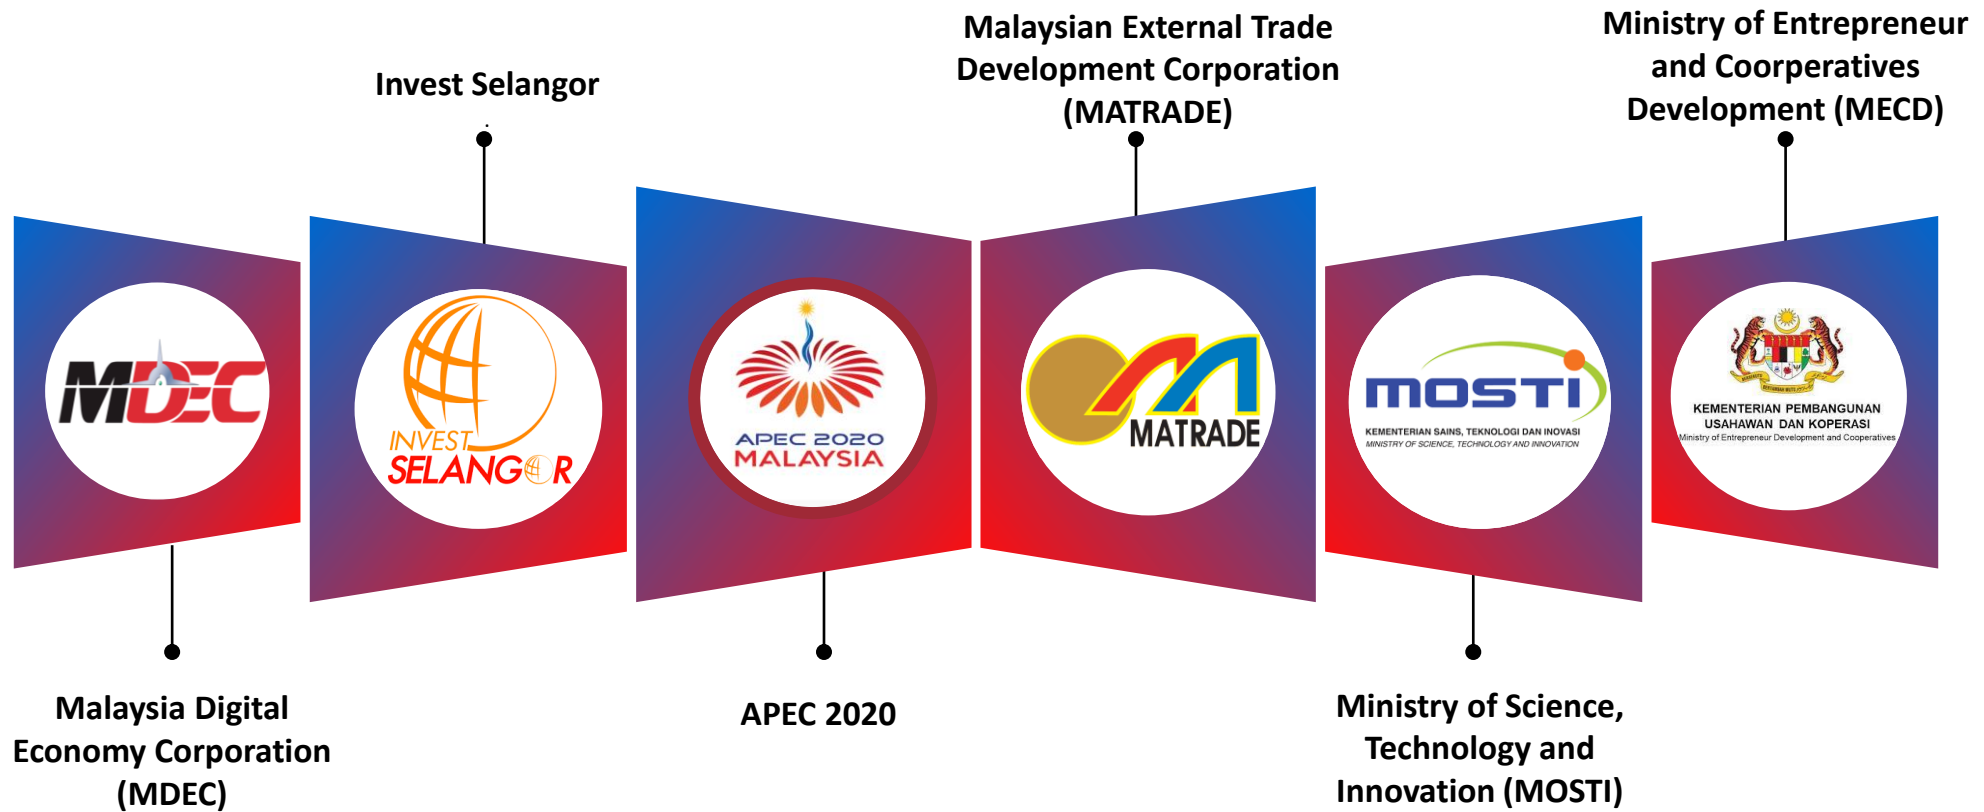 Malaysian External Trade
Development Corporation
(MATRADE)
Ministry of Entrepreneur
and Coorperatives
Development (MECD)
Invest Selangor
.
MDEC
INVEST
SELANGOR
APEC 2020
MALAYSIA
MATRADE
MOSTI
KEMENTERIAN SAINS, TEKNOLOGI DAN INOVASI
MINISTRY OF SCIENCE, TECHNOLOGY AND INNOVATION
KEMENTERIAN PEMBANGUNAN
USAHAWAN DAN KOPERASI
Ministry of Entrepreneur Development and Cooperatives
Malaysia Digital
Economy Corporation
(MDEC)
APEC 2020
Ministry of Science,
Technology and
Innovation (MOSTI)